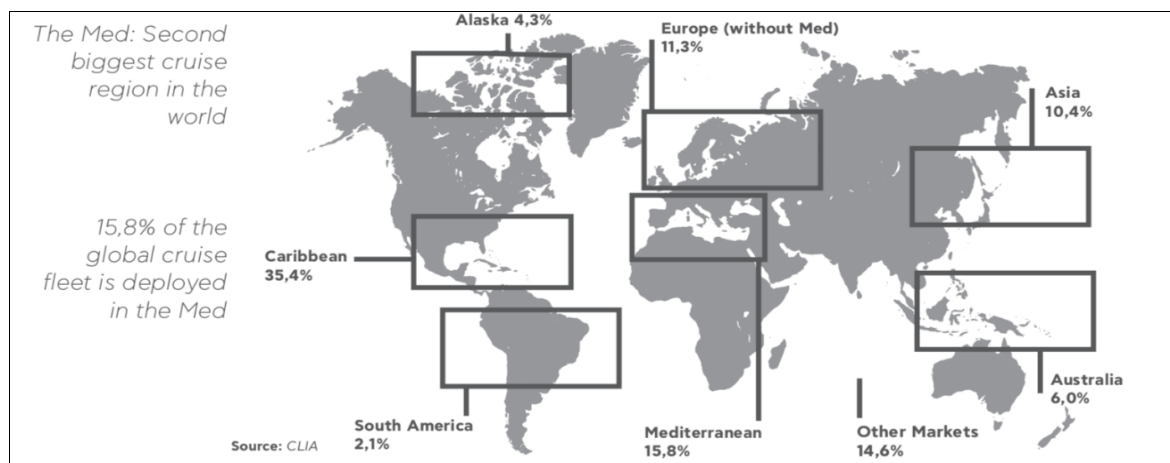 The Med: Second
biggest cruise
region in the
world
15,8% of the
global cruise
fleet is deployed
in the Med
Alaska 4,3%
Europe (without Med)
11,3%
Asia
10,4%
Caribbean
35,4%
South America
2,1%
Mediterranean
15,8%
Other Markets
14,6%
Australia
6,0%
Source: CLIA